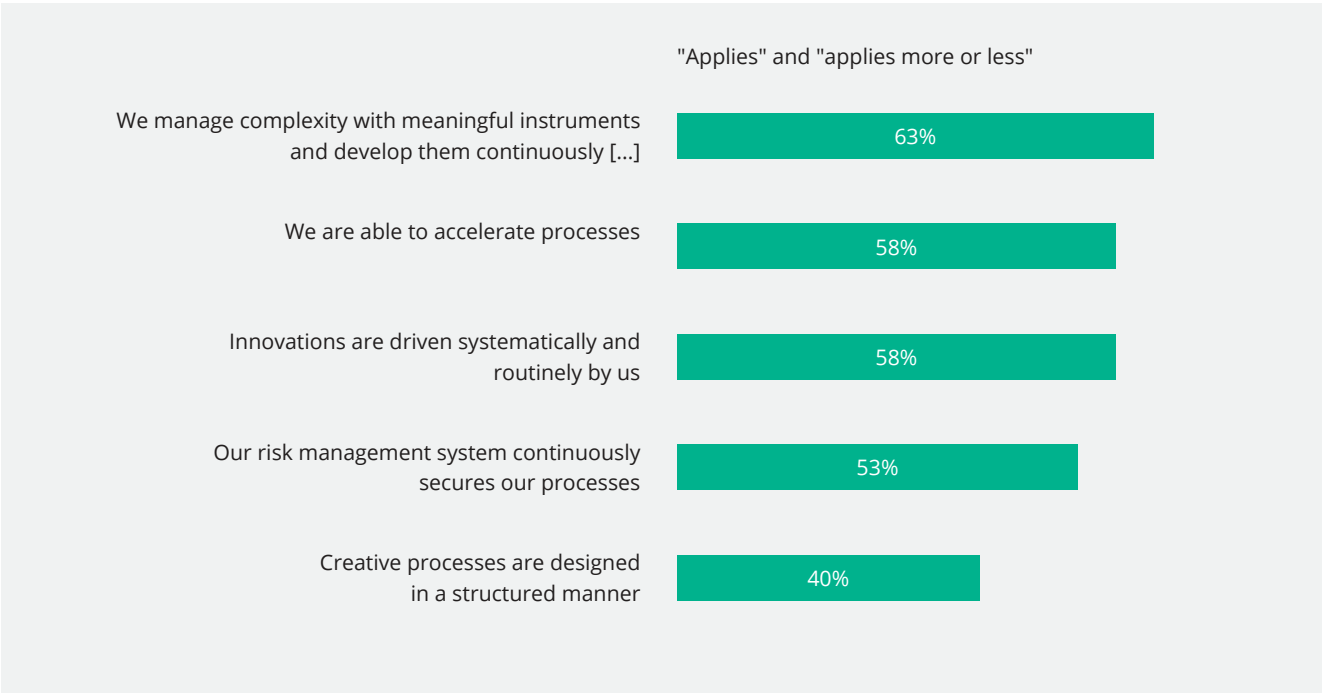 "Applies" and "applies more or less"
We manage complexity with meaningful instruments
and develop them continuously [...]
63%
We are able to accelerate processes
58%
Innovations are driven systematically and
routinely by us
58%
Our risk management system continuously
secures our processes
53%
Creative processes are designed
in a structured manner
40%